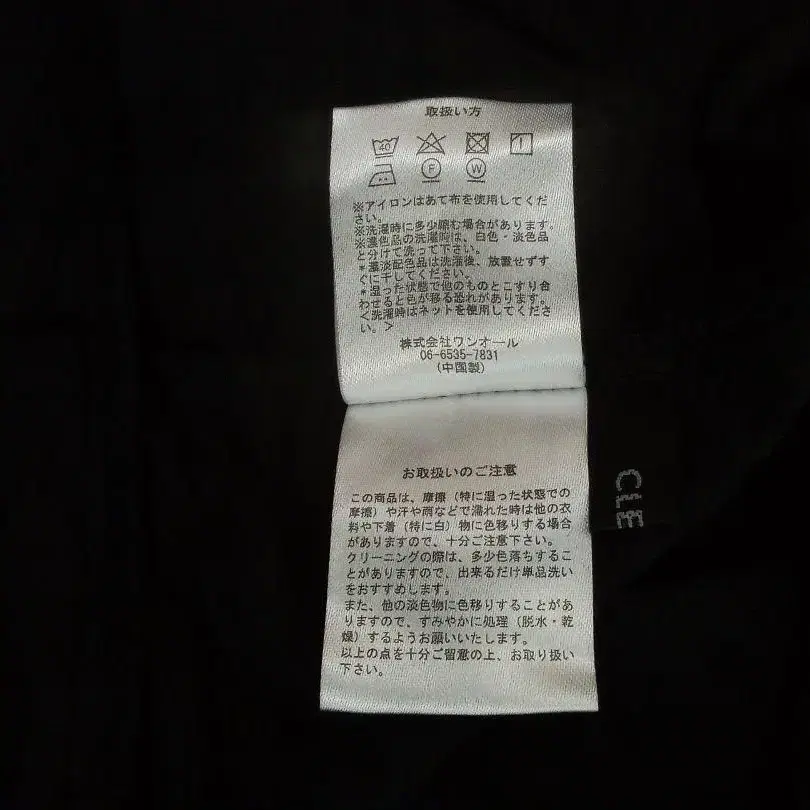 取扱い方
40
F W
※アイロンはあて布を使用してくだ
さい。
※洗濯時に多少縮む場合があります。
※濃色品の洗濯時は、白色・淡色品
と分けて洗って下さい。
*濃淡配色品は洗濯後、放置せずす
ぐに干してください。
*湿った状態で他のものとこすり合
わせると色が移る恐れがあります。
<洗濯時はネットを使用してくださ
い。>
株式会社ワンオール
06-6535-7831
(中国製)
お取扱いのご注意
この商品は、摩擦(特に湿った状態での
摩擦)や汗や雨などで濡れた時は他の衣
料や下着(特に白)物に色移りする場合
がありますので、十分ご注意下さい。
クリーニングの際は、多少色落ちするこ
とがありますので、出来るだけ単品洗い
をおすすめします。
また、他の淡色物に色移りすることがあ
りますので、すみやかに処理(脱水・乾
燥)するようお願いいたします。
以上の点を十分ご留意の上、お取り扱い
下さい。
CLE